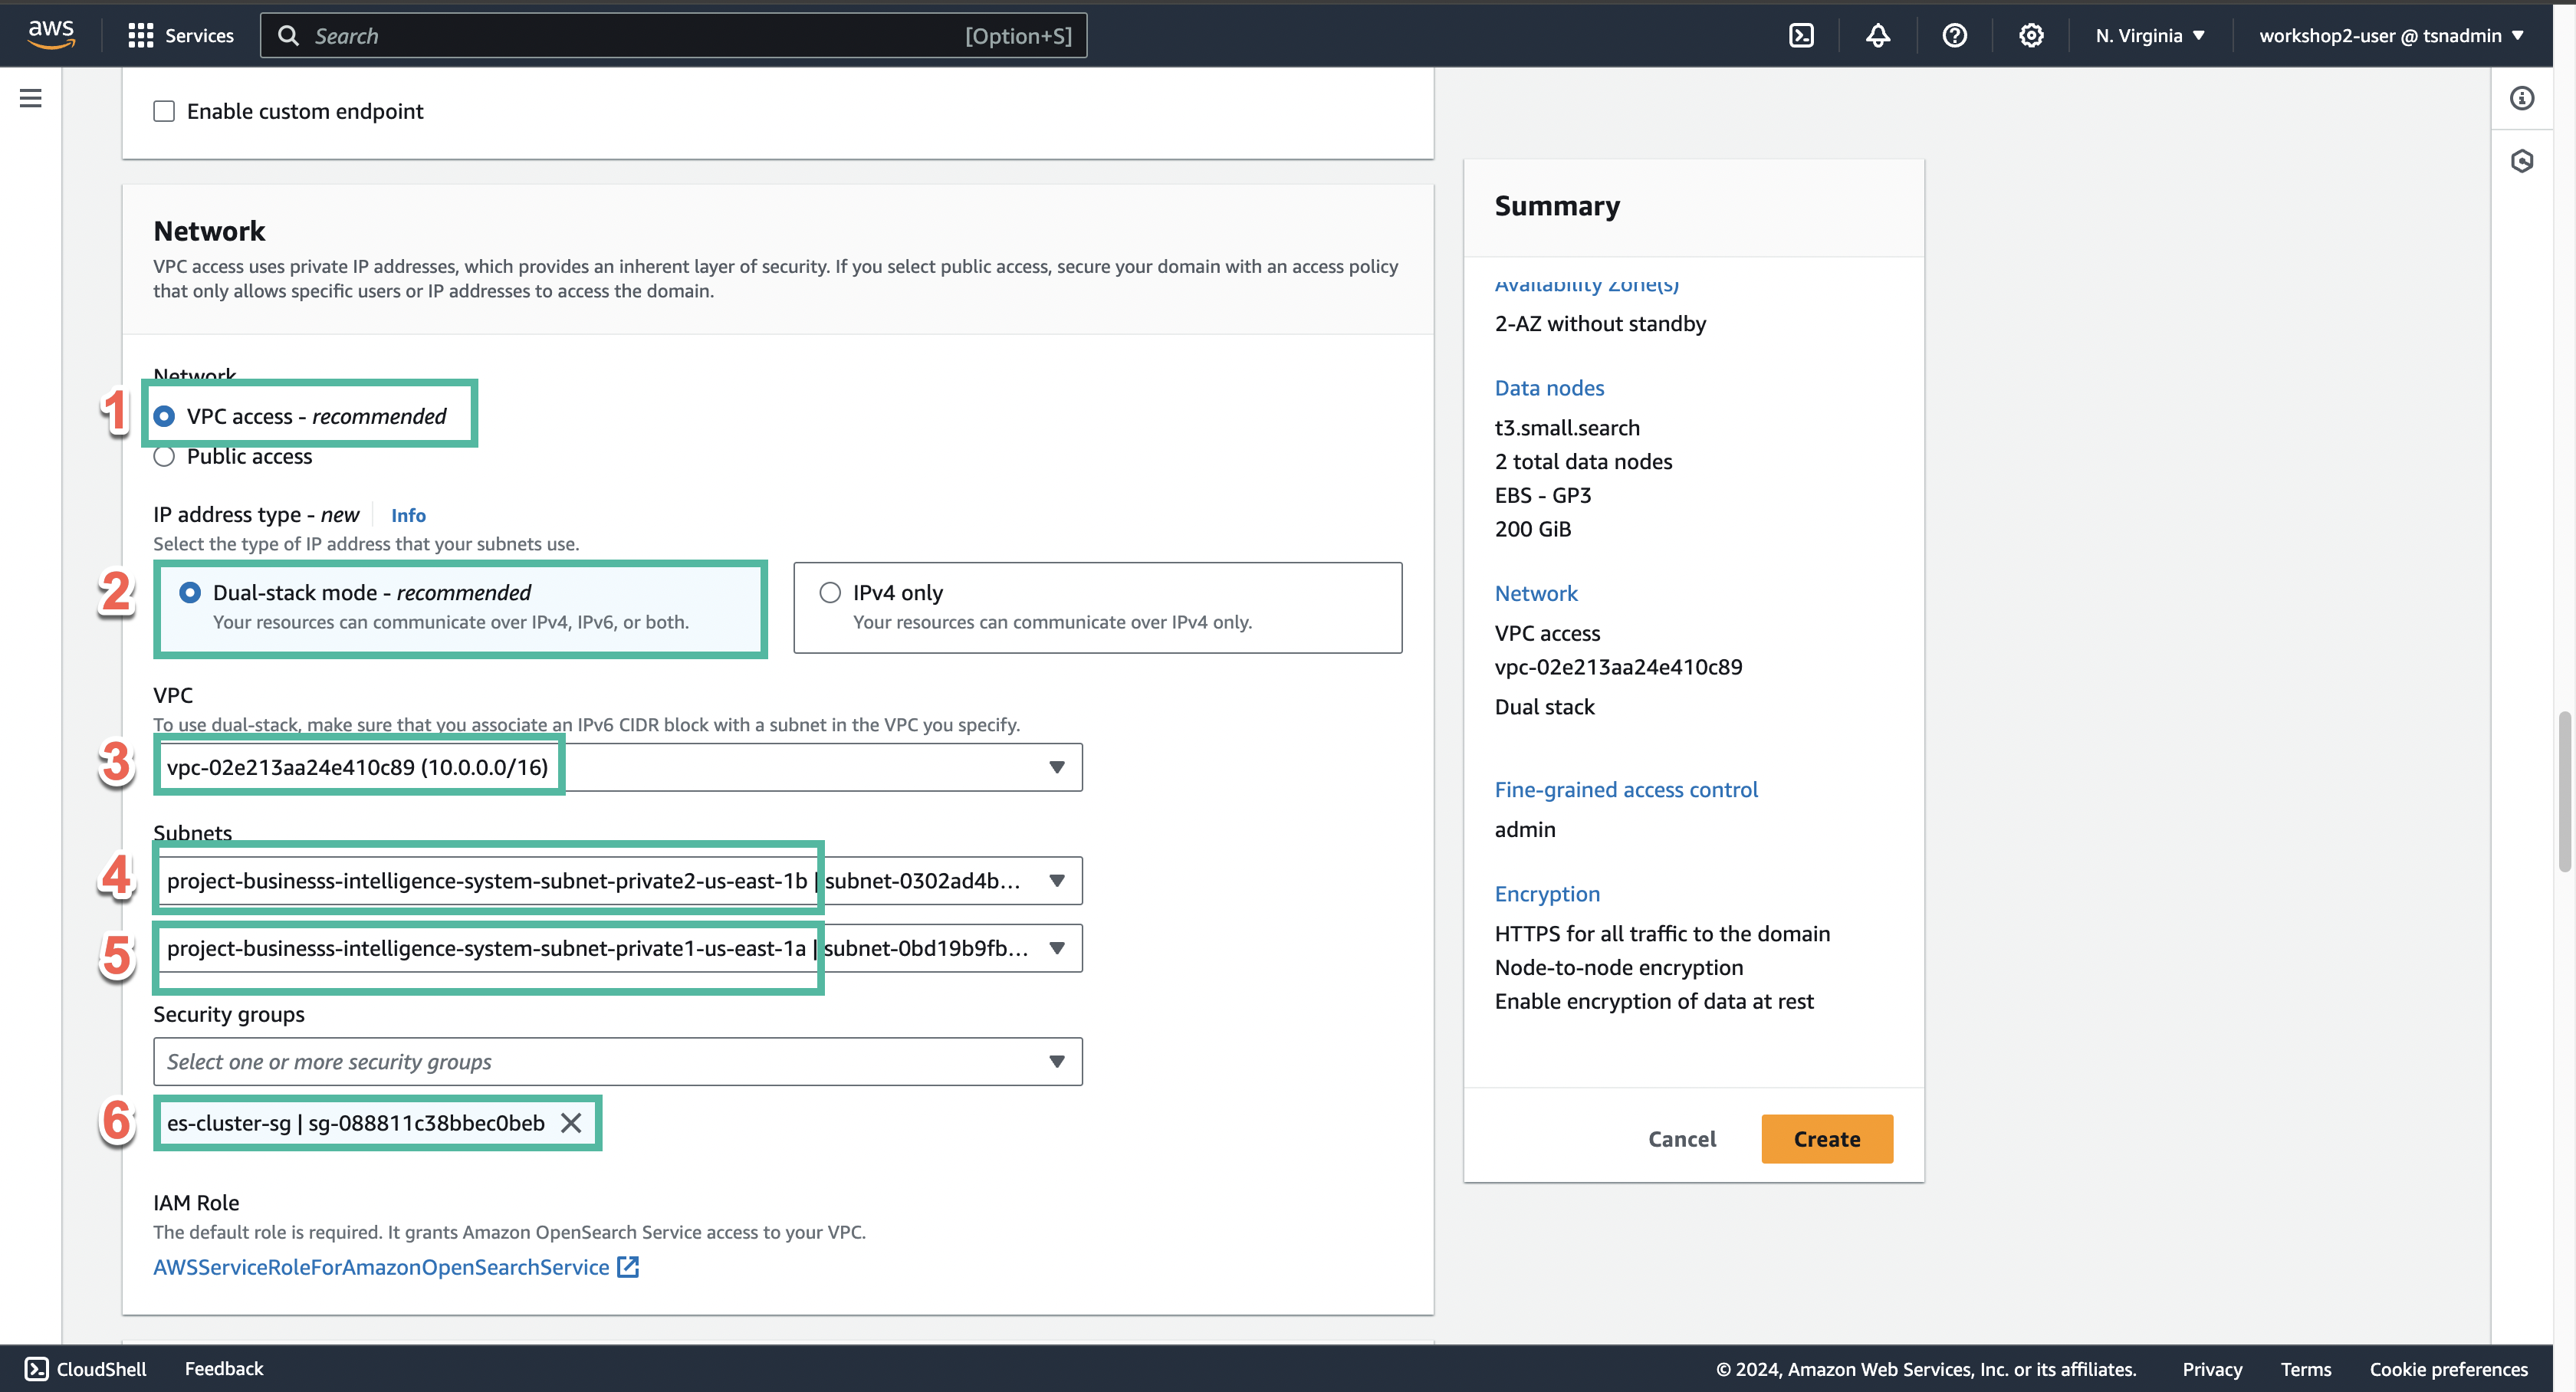 aws
Services
Search
[Option+S]
N. Virginia
workshop2-user @ tsnadmin
Enable custom endpoint
Network
VPC access uses private IP addresses, which provides an inherent layer of security. If you select public access, secure your domain with an access policy
that only allows specific users or IP addresses to access the domain.
Network
1
VPC access - recommended
Public access
IP address type - new
Info
Select the type of IP address that your subnets use.
2
Dual-stack mode - recommended
Your resources can communicate over IPv4, IPv6, or both.
IPv4 only
Your resources can communicate over IPv4 only.
VPC
To use dual-stack, make sure that you associate an IPv6 CIDR block with a subnet in the VPC you specify.
3
vpc-02e213aa24e410c89 (10.0.0.0/16)
Subnets
4
project-businesss-intelligence-system-subnet-private2-us-east-1b | subnet-0302ad4b...
5
project-businesss-intelligence-system-subnet-private1-us-east-1a | subnet-0bd19b9fb...
Security groups
Select one or more security groups
6
es-cluster-sg | sg-088811c38bbec0beb
IAM Role
The default role is required. It grants Amazon OpenSearch Service access to your VPC.
AWSServiceRoleForAmazonOpenSearchService
Summary
Availability Zone(s)
2-AZ without standby
Data nodes
t3.small.search
2 total data nodes
EBS - GP3
200 GiB
Network
VPC access
vpc-02e213aa24e410c89
Dual stack
Fine-grained access control
admin
Encryption
HTTPS for all traffic to the domain
Node-to-node encryption
Enable encryption of data at rest
Cancel
Create
CloudShell
Feedback
© 2024, Amazon Web Services, Inc. or its affiliates.
Privacy
Terms
Cookie preferences